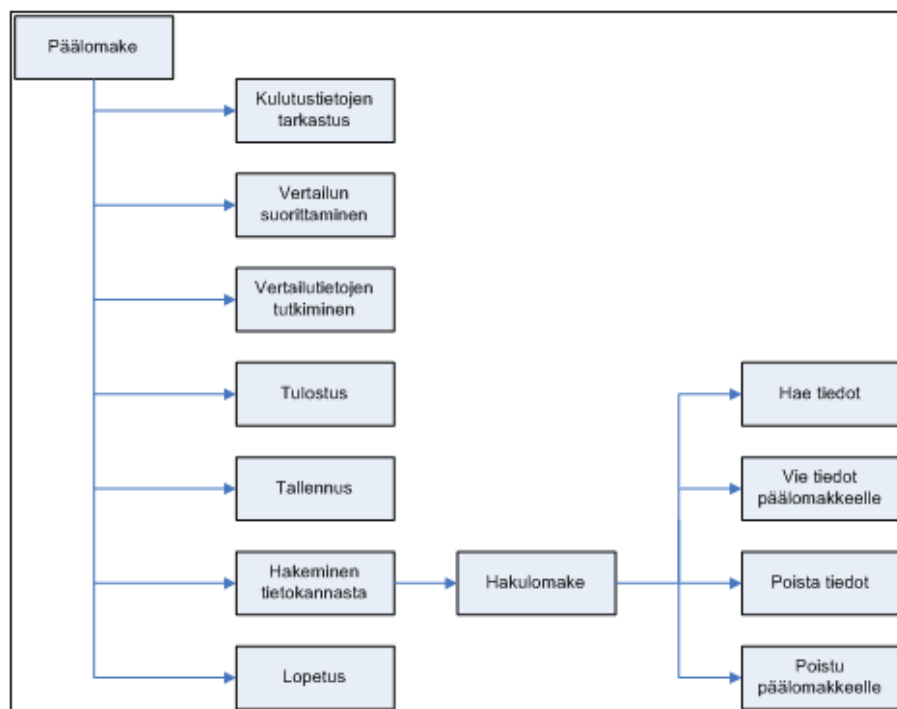 Päälomake
Kulutustietojen
tarkastus
Vertailun
suorittaminen
Vertailutietojen
tutkiminen
Tulostus
Hae tiedot
Tallennus
Vie tiedot
päälomakkeelle
Hakeminen
tietokannasta
Hakulomake
Poista tiedot
Lopetus
Poistu
päälomakkeelle